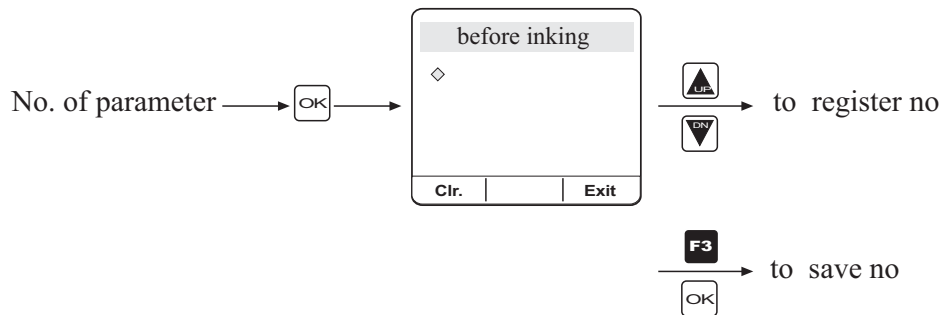 before inking
No. of parameter
OK
UP
to register no
DN
Clr.
Exit
F3
to save no
OK